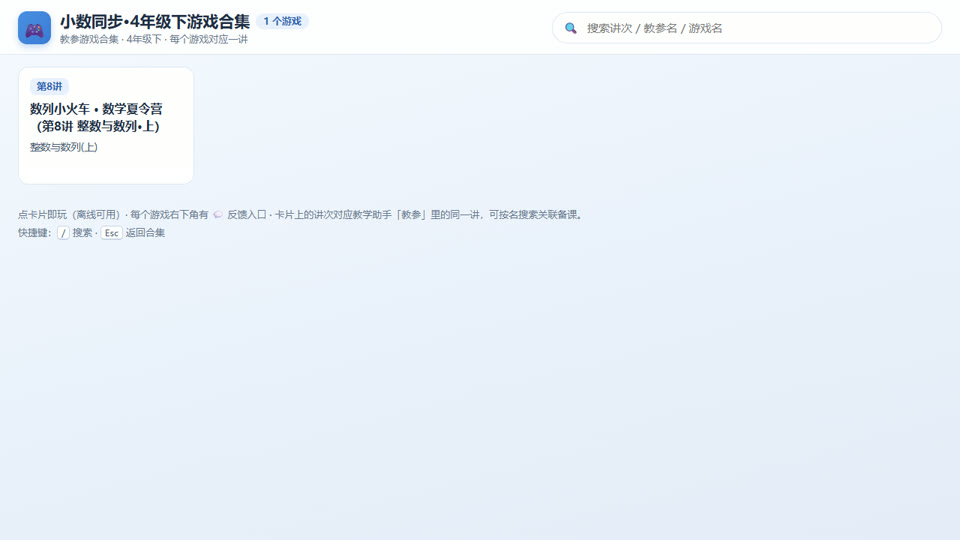 小数同步•4年级下游戏合集 1 个游戏
教参游戏合集 · 4年级下 · 每个游戏对应一讲
搜索讲次 / 教参名 / 游戏名
第8讲
数列小火车 • 数学夏令营
（第8讲 整数与数列•上）
整数与数列(上)
点卡片即玩（离线可用）· 每个游戏右下角有 反馈入口 · 卡片上的讲次对应教学助手「教参」里的同一讲，可按名搜索关联备课。
快捷键： / 搜索 · Esc 返回合集